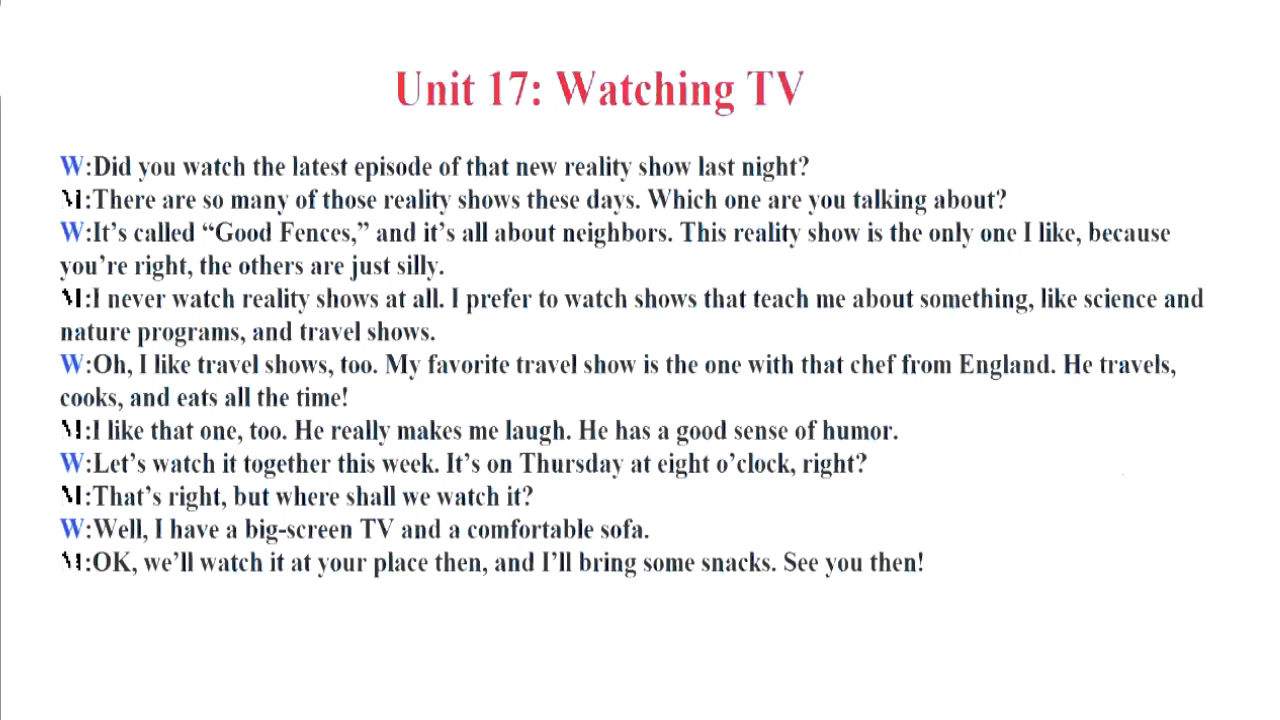 Unit 17: Watching TV
W:Did you watch the latest episode of that new reality show last night?
M:There are so many of those reality shows these days. Which one are you talking about?
W:It's called “Good Fences,” and it's all about neighbors. This reality show is the only one I like, because
you're right, the others are just silly.
M:I never watch reality shows at all. I prefer to watch shows that teach me about something, like science and
nature programs, and travel shows.
W:Oh, I like travel shows, too. My favorite travel show is the one with that chef from England. He travels,
cooks, and eats all the time!
M:I like that one, too. He really makes me laugh. He has a good sense of humor.
W:Let's watch it together this week. It's on Thursday at eight o'clock, right?
M:That's right, but where shall we watch it?
W:Well, I have a big-screen TV and a comfortable sofa.
M:OK, we'll watch it at your place then, and I'll bring some snacks. See you then!